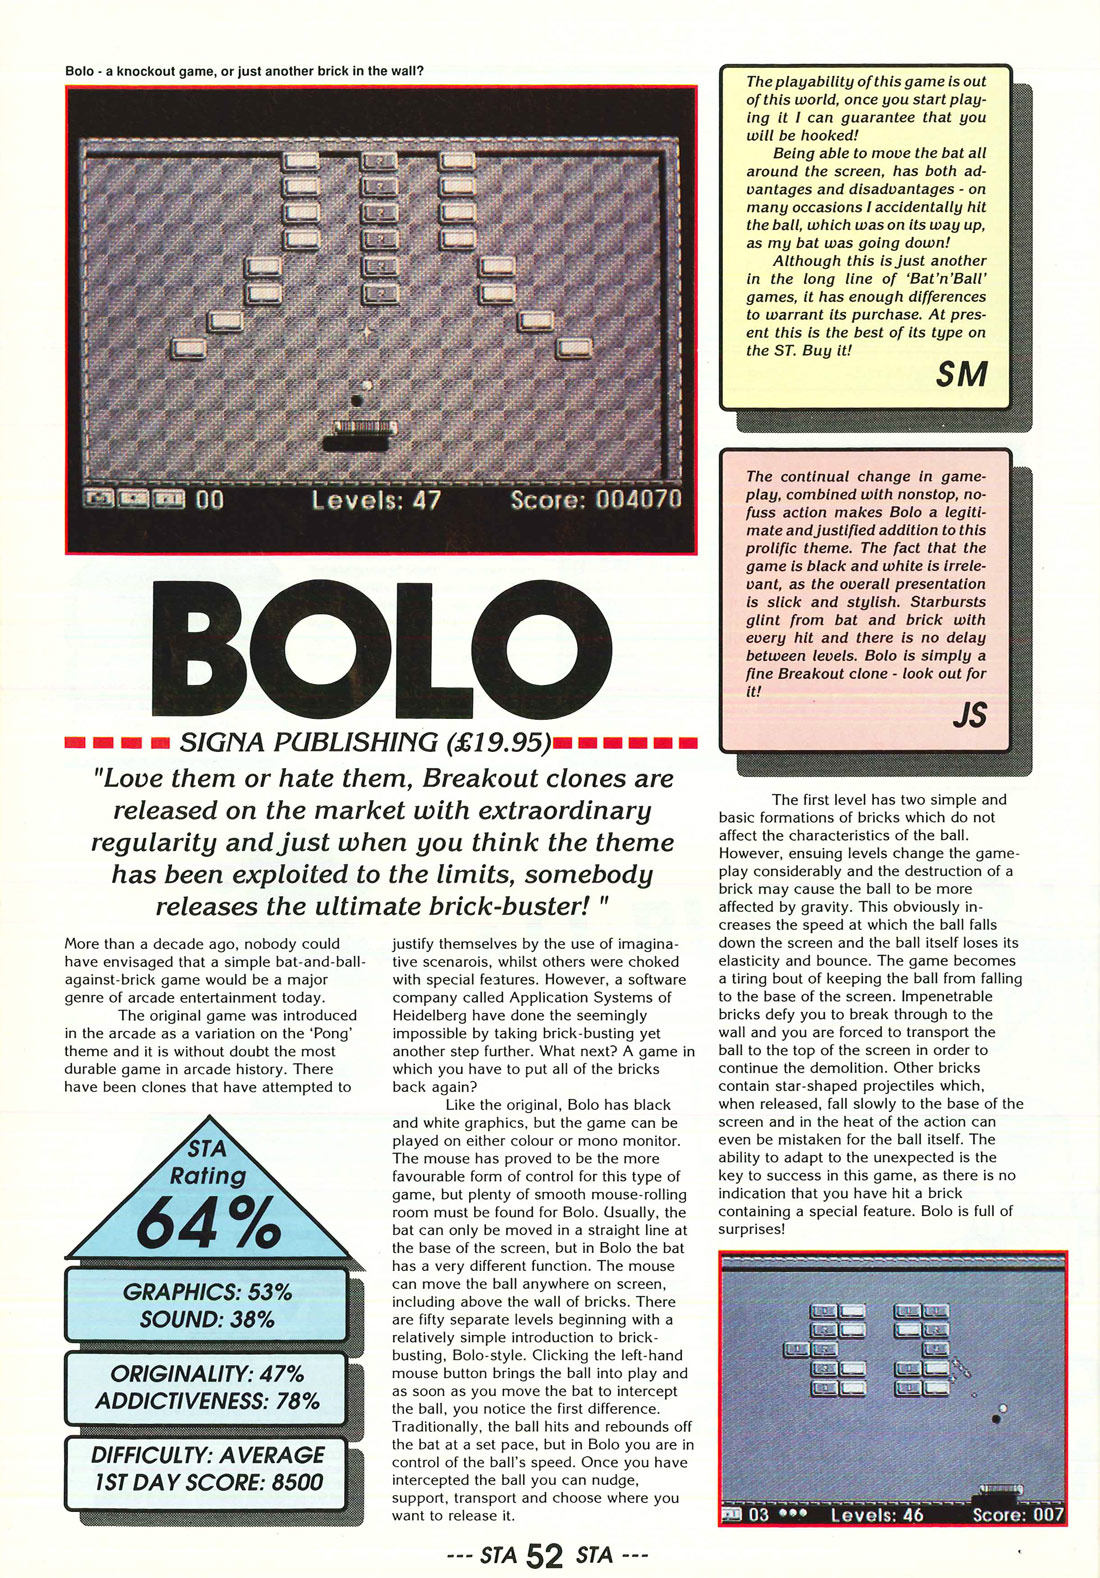 Bolo - a knockout game, or just another brick in the wall?
00 Levels: 47 Score: 004070
BOLO
SIGNA PUBLISHING (£19.95)
"Love them or hate them, Breakout clones are
released on the market with extraordinary
regularity and just when you think the theme
has been exploited to the limits, somebody
releases the ultimate brick-buster! "
More than a decade ago, nobody could
have envisaged that a simple bat-and-ball-
against-brick game would be a major
genre of arcade entertainment today.
The original game was introduced
in the arcade as a variation on the 'Pong'
theme and it is without doubt the most
durable game in arcade history. There
have been clones that have attempted to
justify themselves by the use of imagina-
tive scenarois, whilst others were choked
with special features. However, a software
company called Application Systems of
Heidelberg have done the seemingly
impossible by taking brick-busting yet
another step further. What next? A game in
which you have to put all of the bricks
back again?
Like the original, Bolo has black
and white graphics, but the game can be
played on either colour or mono monitor.
The mouse has proved to be the more
favourable form of control for this type of
game, but plenty of smooth mouse-rolling
room must be found for Bolo. Usually, the
bat can only be moved in a straight line at
the base of the screen, but in Bolo the bat
has a very different function. The mouse
can move the ball anywhere on screen,
including above the wall of bricks. There
are fifty separate levels beginning with a
relatively simple introduction to brick-
busting, Bolo-style. Clicking the left-hand
mouse button brings the ball into play and
as soon as you move the bat to intercept
the ball, you notice the first difference.
Traditionally, the ball hits and rebounds off
the bat at a set pace, but in Bolo you are in
control of the ball's speed. Once you have
intercepted the ball you can nudge,
support, transport and choose where you
want to release it.
STA
Rating
64%
GRAPHICS: 53%
SOUND: 38%
ORIGINALITY: 47%
ADDICTIVENESS: 78%
DIFFICULTY: AVERAGE
1ST DAY SCORE: 8500
The playability of this game is out
of this world, once you start play-
ing it I can guarantee that you
will be hooked!
Being able to move the bat all
around the screen, has both ad-
vantages and disadvantages - on
many occasions I accidentally hit
the ball, which was on its way up,
as my bat was going down!
Although this is just another
in the long line of 'Bat'n'Ball'
games, it has enough differences
to warrant its purchase. At pres-
ent this is the best of its type on
the ST. Buy it!
SM
The continual change in game-
play, combined with nonstop, no-
fuss action makes Bolo a legiti-
mate and justified addition to this
prolific theme. The fact that the
game is black and white is irrele-
vant, as the overall presentation
is slick and stylish. Starbursts
glint from bat and brick with
every hit and there is no delay
between levels. Bolo is simply a
fine Breakout clone - look out for
it!
JS
The first level has two simple and
basic formations of bricks which do not
affect the characteristics of the ball.
However, ensuing levels change the game-
play considerably and the destruction of a
brick may cause the ball to be more
affected by gravity. This obviously in-
creases the speed at which the ball falls
down the screen and the ball itself loses its
elasticity and bounce. The game becomes
a tiring bout of keeping the ball from falling
to the base of the screen. Impenetrable
bricks defy you to break through to the
wall and you are forced to transport the
ball to the top of the screen in order to
continue the demolition. Other bricks
contain star-shaped projectiles which,
when released, fall slowly to the base of the
screen and in the heat of the action can
even be mistaken for the ball itself. The
ability to adapt to the unexpected is the
key to success in this game, as there is no
indication that you have hit a brick
containing a special feature. Bolo is full of
surprises!
03 Levels: 46 Score: 007
--- STA 52 STA ---